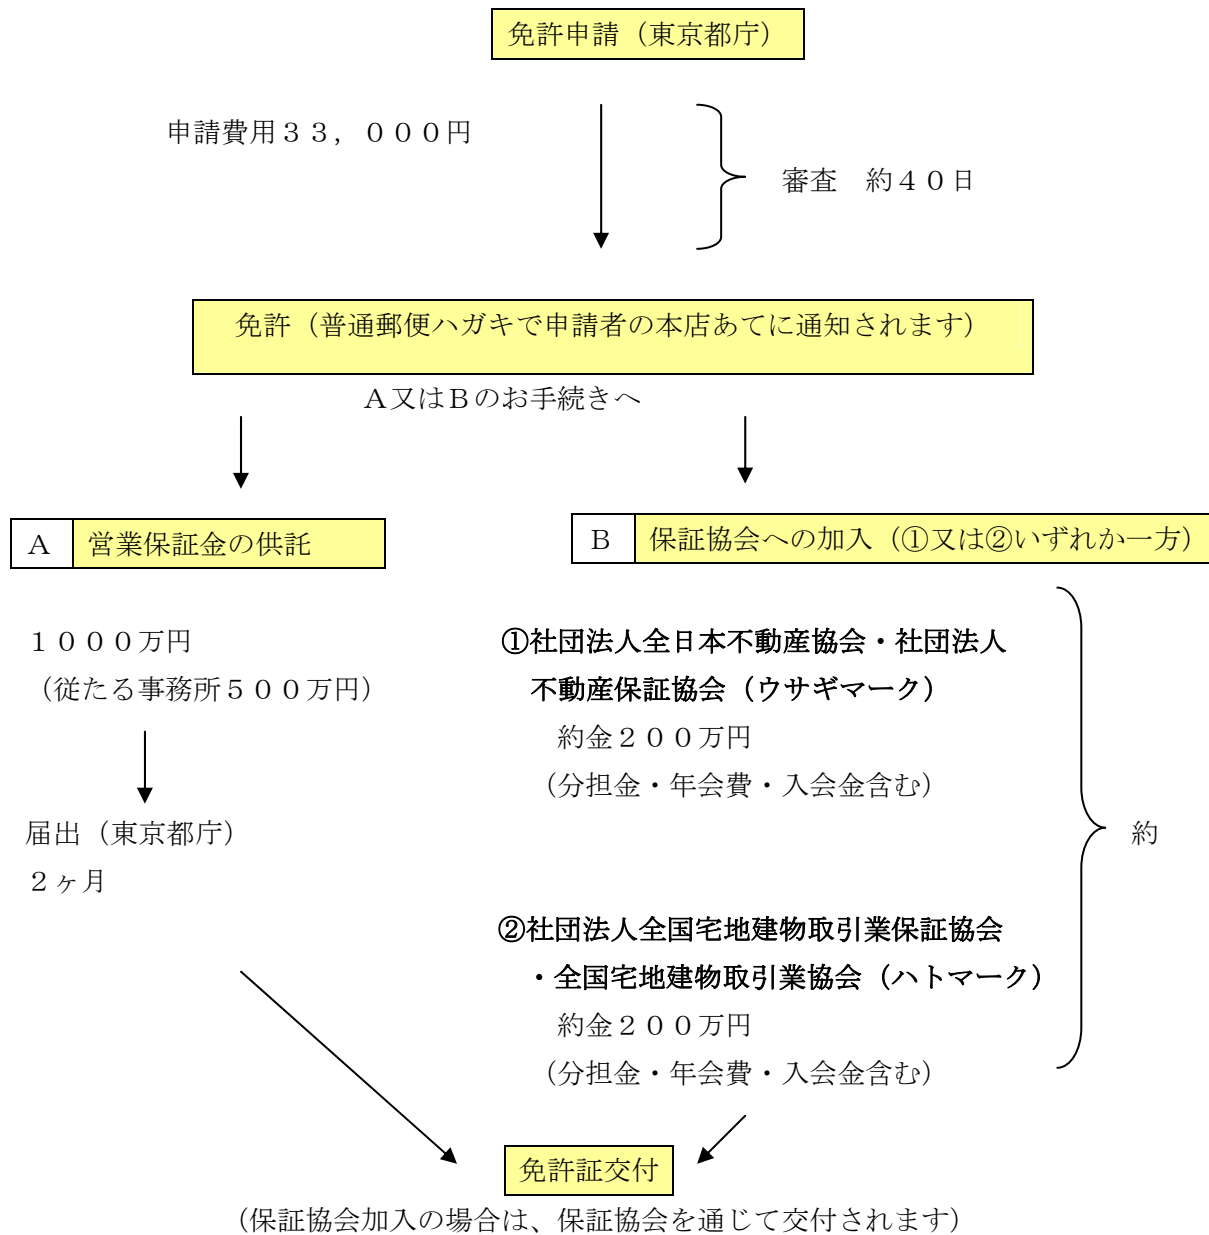 免許申請（東京都庁）
申請費用３３，０００円
審査　約４０日
免許（普通郵便ハガキで申請者の本店あてに通知されます）
Ａ又はＢのお手続きへ
Ａ 営業保証金の供託
１０００万円
（従たる事務所５００万円）
届出（東京都庁）
２ヶ月
Ｂ 保証協会への加入（①又は②いずれか一方）
①社団法人全日本不動産協会・社団法人
不動産保証協会（ウサギマーク）
約金２００万円
（分担金・年会費・入会金含む）
約
②社団法人全国宅地建物取引業保証協会
・全国宅地建物取引業協会（ハトマーク）
約金２００万円
（分担金・年会費・入会金含む）
免許証交付
（保証協会加入の場合は、保証協会を通じて交付されます）